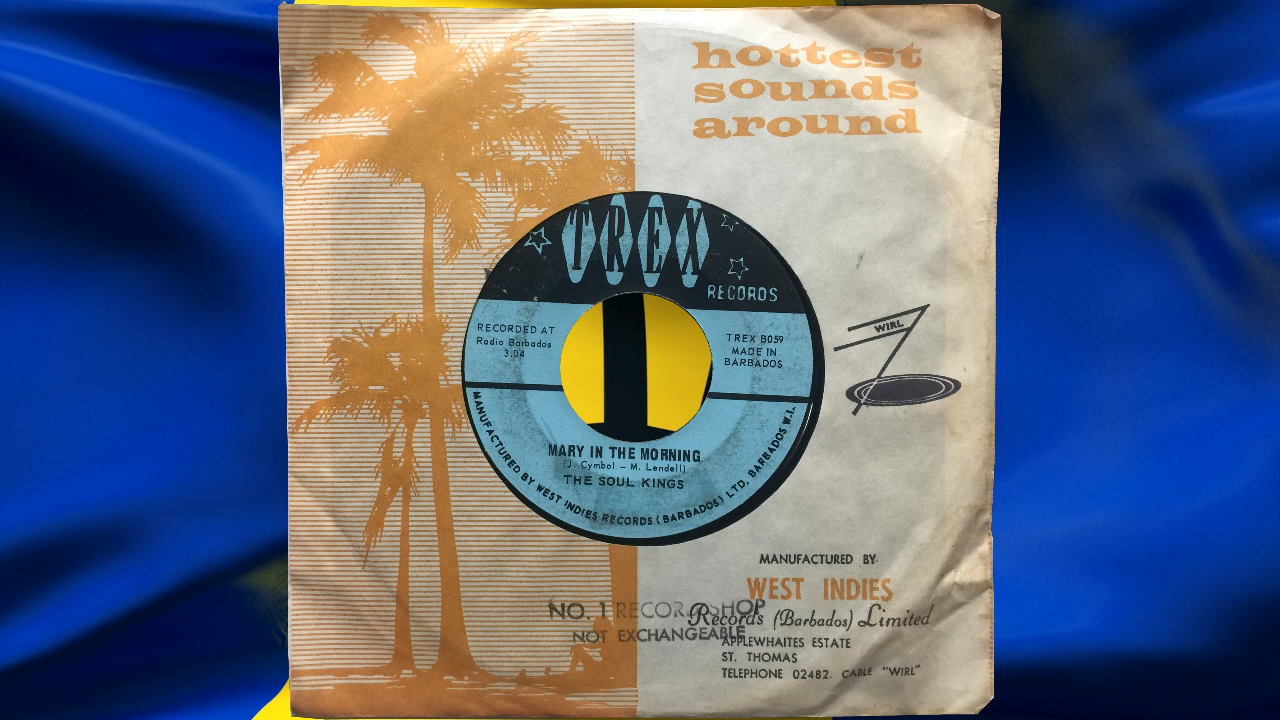 hottest
sounds
around
TREX
RECORDS
RECORDED AT
Radio Barbados
3.04
TREX B059
MADE IN
BARBADOS
MARY IN THE MORNING
(J. Cymbol – M. Lendell)
THE SOUL KINGS
MANUFACTURED BY WEST INDIES RECORDS (BARBADOS) LTD, BARBADOS W.I.
WIRL
MANUFACTURED BY
WEST INDIES
Records (Barbados) Limited
APPLEWHAITES ESTATE
ST. THOMAS
TELEPHONE 02482. CABLE "WIRL"
NO. 1 RECORD SHOP
NOT EXCHANGEABLE